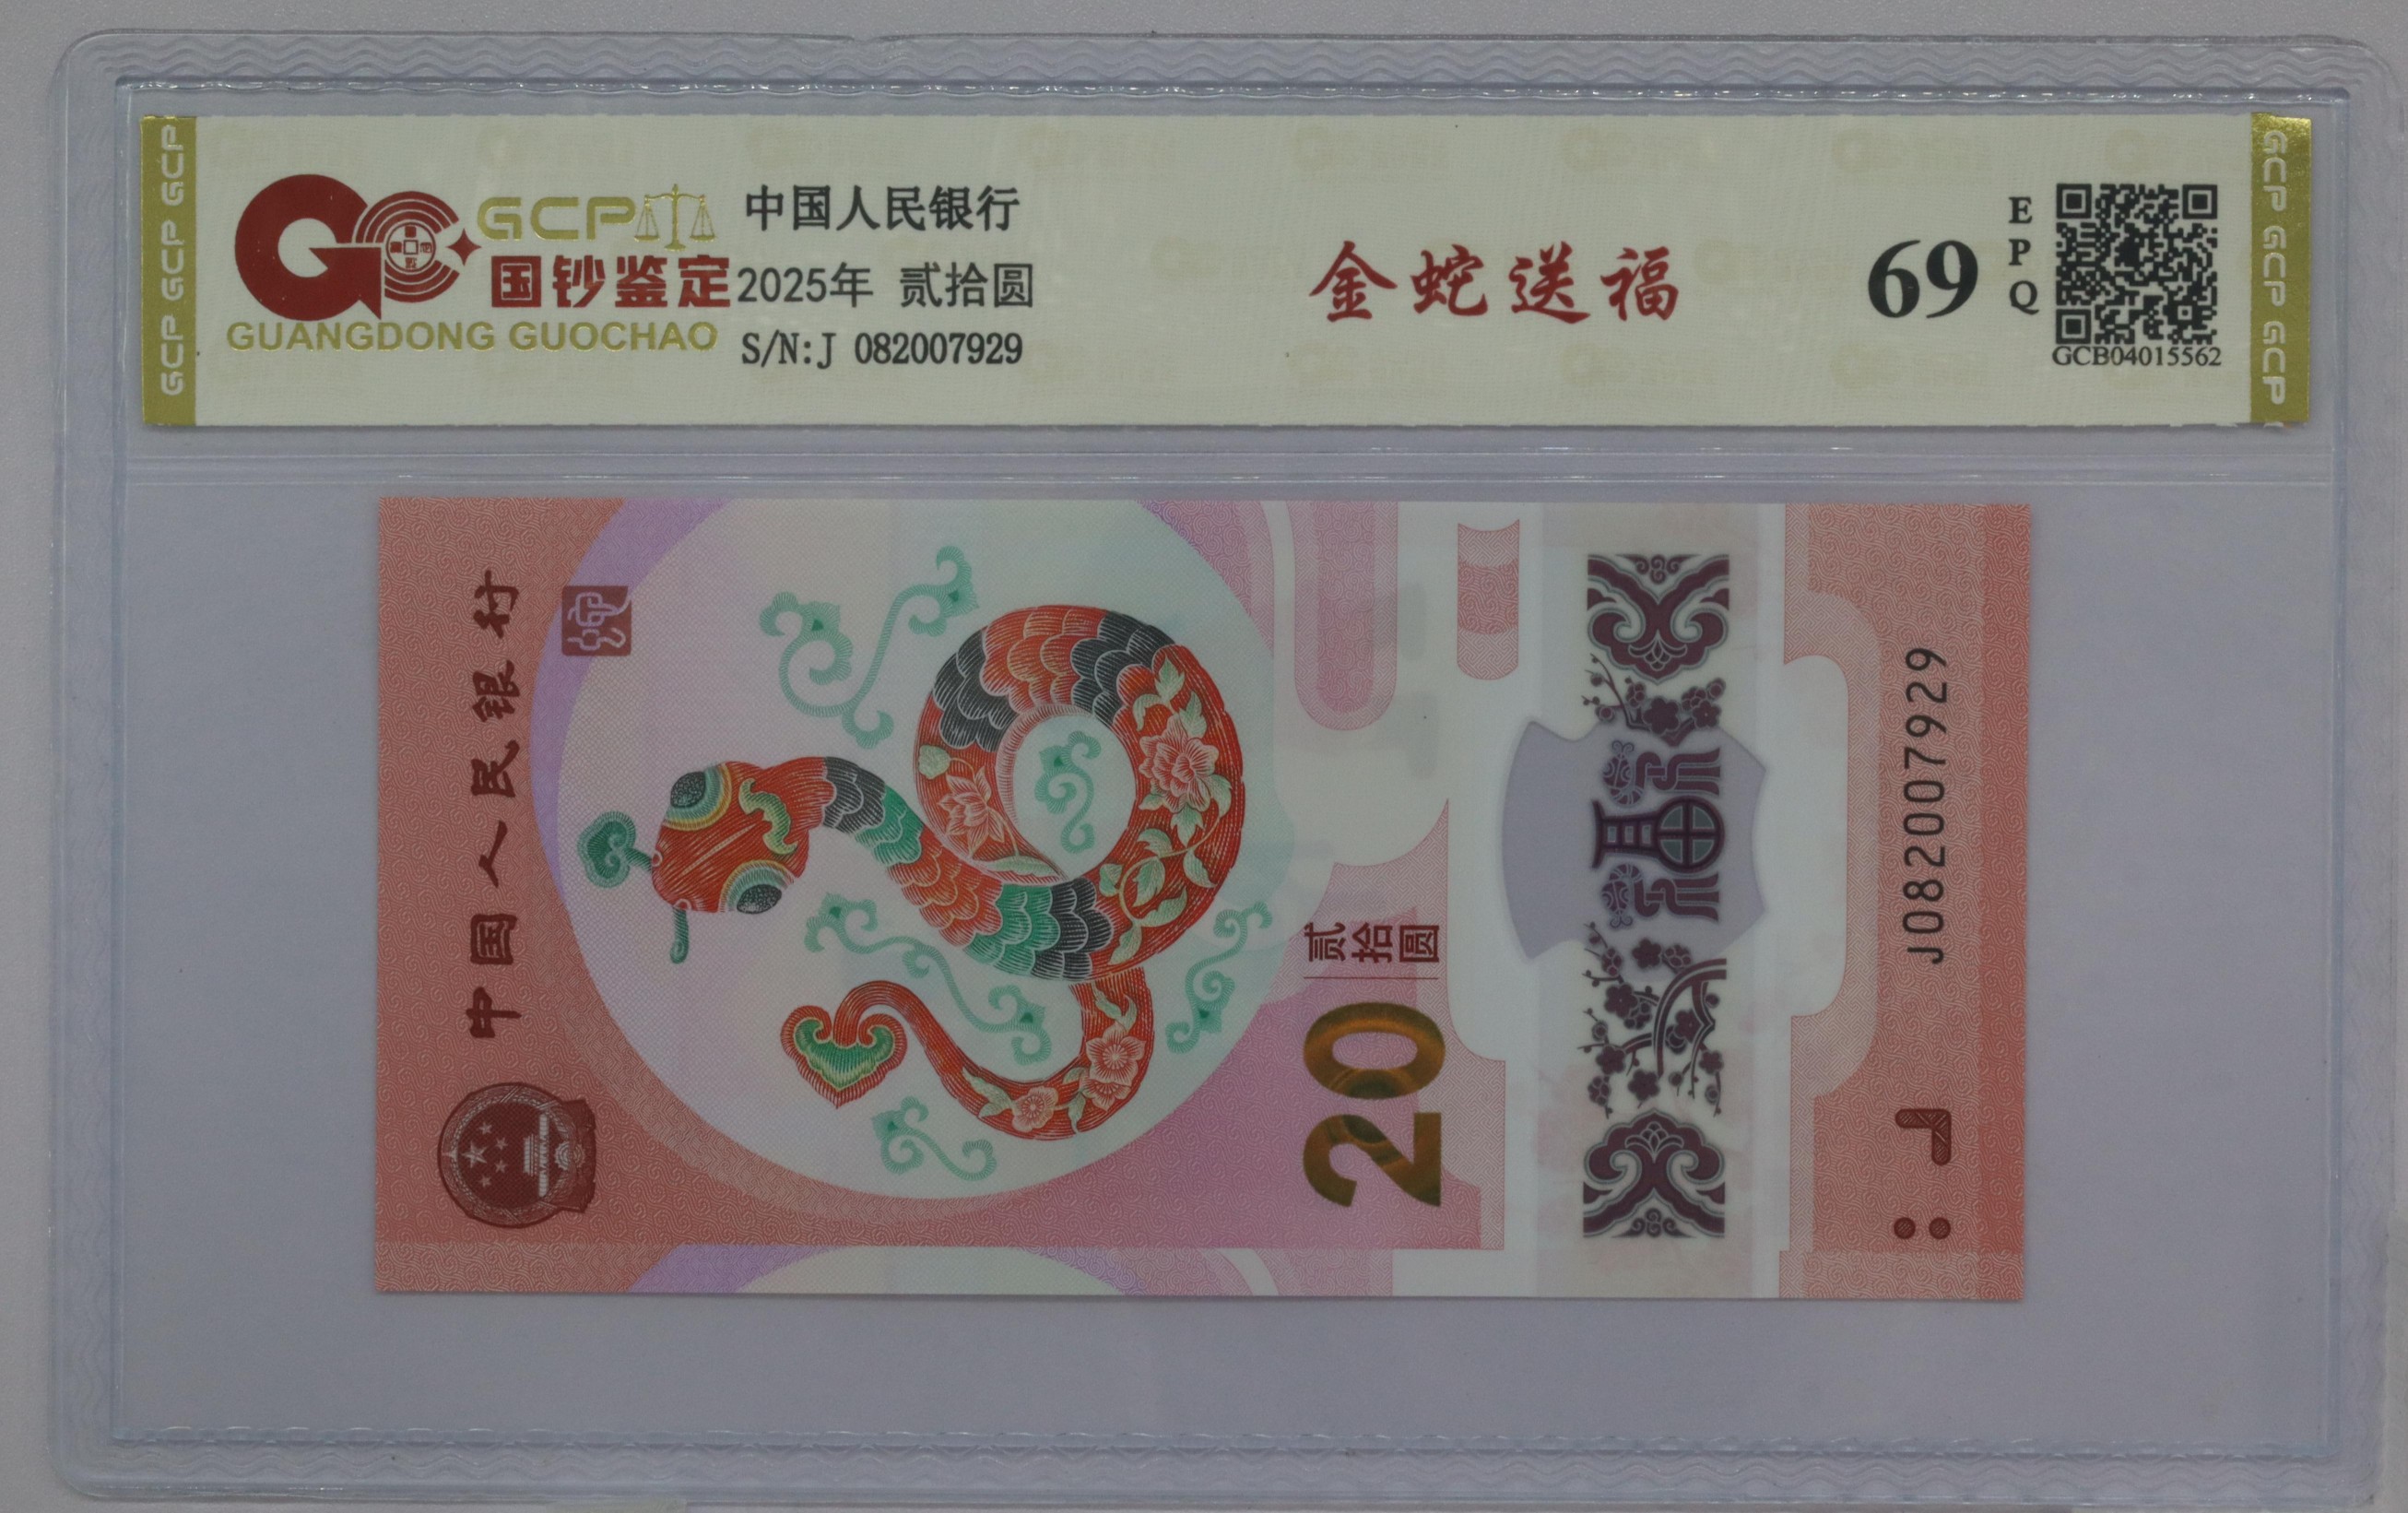 GCP GCP GCP
GCP
国钞鉴定
GUANGDONG GUOCHAO
中国人民银行
2025年 贰拾圆
S/N:J 082007929
金蛇送福
69
EPQ
GCB04015562
GCP GCP GCP
中国人民银行
20
贰拾圆
福
J082007929